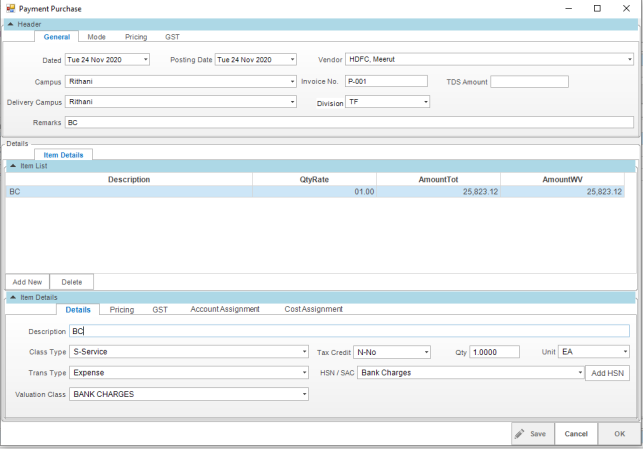 Payment Purchase
Header
General Mode Pricing GST
Dated Tue 24 Nov 2020 Posting Date Tue 24 Nov 2020 Vendor HDFC, Meerut
Campus Rithani Invoice No. P-001 TDS Amount
Delivery Campus Rithani Division TF
Remarks BC
Details
Item Details
Item List
Description QtyRate AmountTot AmountWV
BC 01.00 25,823.12 25,823.12
Add New Delete
Item Details
Details Pricing GST Account Assignment Cost Assignment
Description BC
Class Type S-Service Tax Credit N-No Qty 1.0000 Unit EA
Trans Type Expense HSN / SAC Bank Charges Add HSN
Valuation Class BANK CHARGES
Save Cancel OK